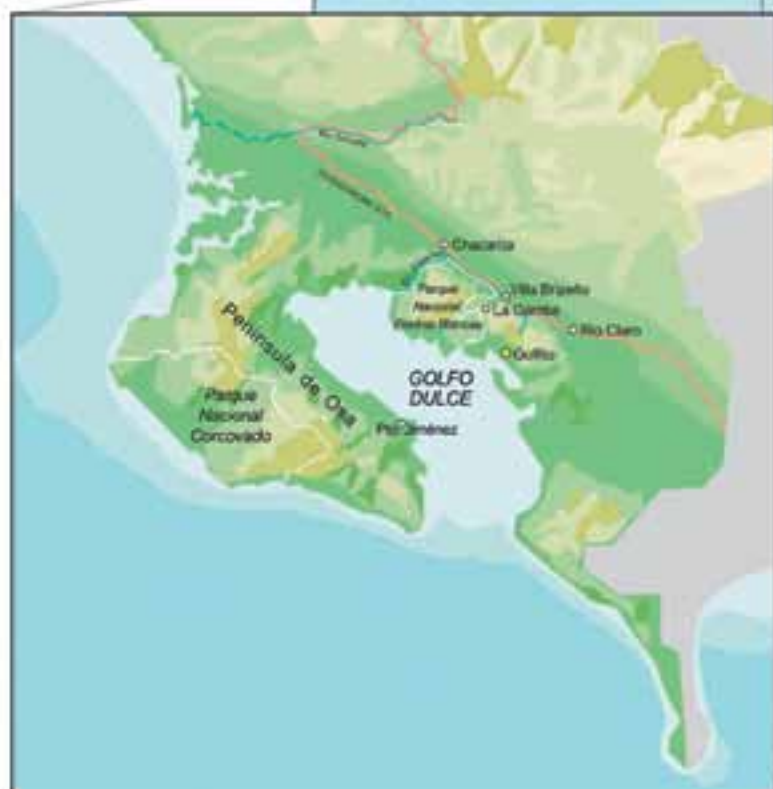 Chacarita
Villa Briceño
Parque
Nacional
Piedras Blancas
La Gamba
Río Claro
Golfito
Península de Osa
GOLFO
DULCE
Parque
Nacional
Corcovado
Pto. Jiménez